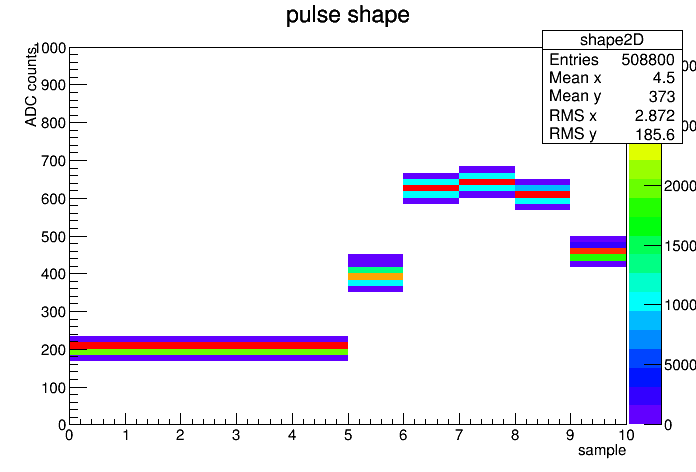 pulse shape
shape2D
Entries 508800
Mean x 4.5
Mean y 373
RMS x 2.872
RMS y 185.6
ADC counts
1000
900
800
700
600
500
400
300
200
100
0
0 1 2 3 4 5 6 7 8 9 10
sample
2000
1500
1000
5000
0